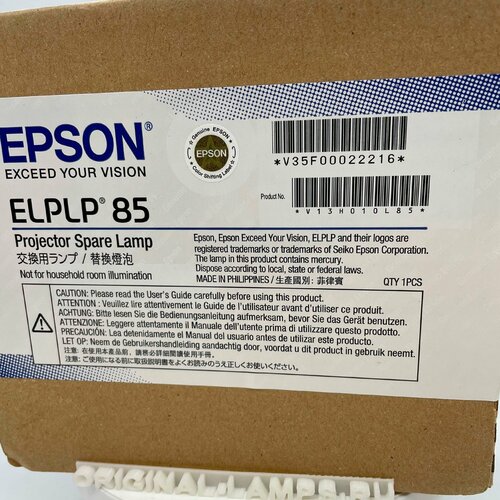 EPSON®
EXCEED YOUR VISION
Genuine EPSON
EPSON
Color Shifting Label
*V35F00022216*
ELPLP® 85
Product No.
*V13H010L85*
Projector Spare Lamp
交換用ランプ / 替換燈泡
Not for household room illumination
Epson, Epson Exceed Your Vision, ELPLP and their logos are
registered trademarks or trademarks of Seiko Epson Corporation.
The lamp in this product contains mercury.
Dispose according to local, state or federal laws.
MADE IN PHILIPPINES / 生產國別: 菲律賓
QTY 1PCS
CAUTION: Please read the User's Guide carefully before using this product.
ATTENTION : Veuillez lire attentivement le Guide de l'utilisateur avant d'utiliser ce produit.
ACHTUNG: Bitte lesen Sie die Bedienungsanleitung aufmerksam, bevor Sie das Gerät benutzen.
ATTENZIONE: Leggere attentamente il Manuale dell'utente prima di utilizzare questo prodotto.
PRECAUCIÓN: Lea detenidamente el Manual del usuario antes de utilizar este producto.
LET OP: Neem de Gebruikershandleiding aandachtig door, voordat u dit product in gebruik neemt.
注意：在使用本產品前，請務必詳細閱讀使用手冊。
注意：ご使用になる前に取扱説明書をよくお読みのうえ正しくお使いください。
ORIGINAL-LAMPS.RU